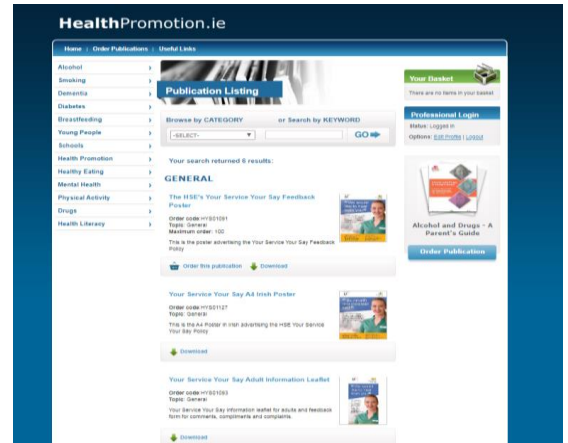 HealthPromotion.ie
Home | Order Publications | Useful Links
Alcohol
Smoking
Dementia
Diabetes
Breastfeeding
Young People
Schools
Health Promotion
Healthy Eating
Mental Health
Physical Activity
Drugs
Health Literacy
Publication Listing
Browse by CATEGORY or Search by KEYWORD
-SELECT- GO
Your search returned 6 results:
GENERAL
The HSE's Your Service Your Say Feedback
Poster
Order code: HYS01091
Topic: General
Maximum order: 100
This is the poster advertising the Your Service Your Say Feedback
Policy
Order this publication Download
Your Service Your Say A4 Irish Poster
Order code: HYS01127
Topic: General
This is the A4 Poster in Irish advertising the HSE Your Service
Your Say Policy
Download
Your Service Your Say Adult Information Leaflet
Order code: HYS01093
Topic: General
Your Service Your Say information leaflet for adults and feedback
form for comments, compliments and complaints.
Download
Your Basket
There are no items in your basket
Professional Login
Status: Logged in
Options: Edit Profile | Logout
Alcohol and Drugs - A
Parent's Guide
Order Publication